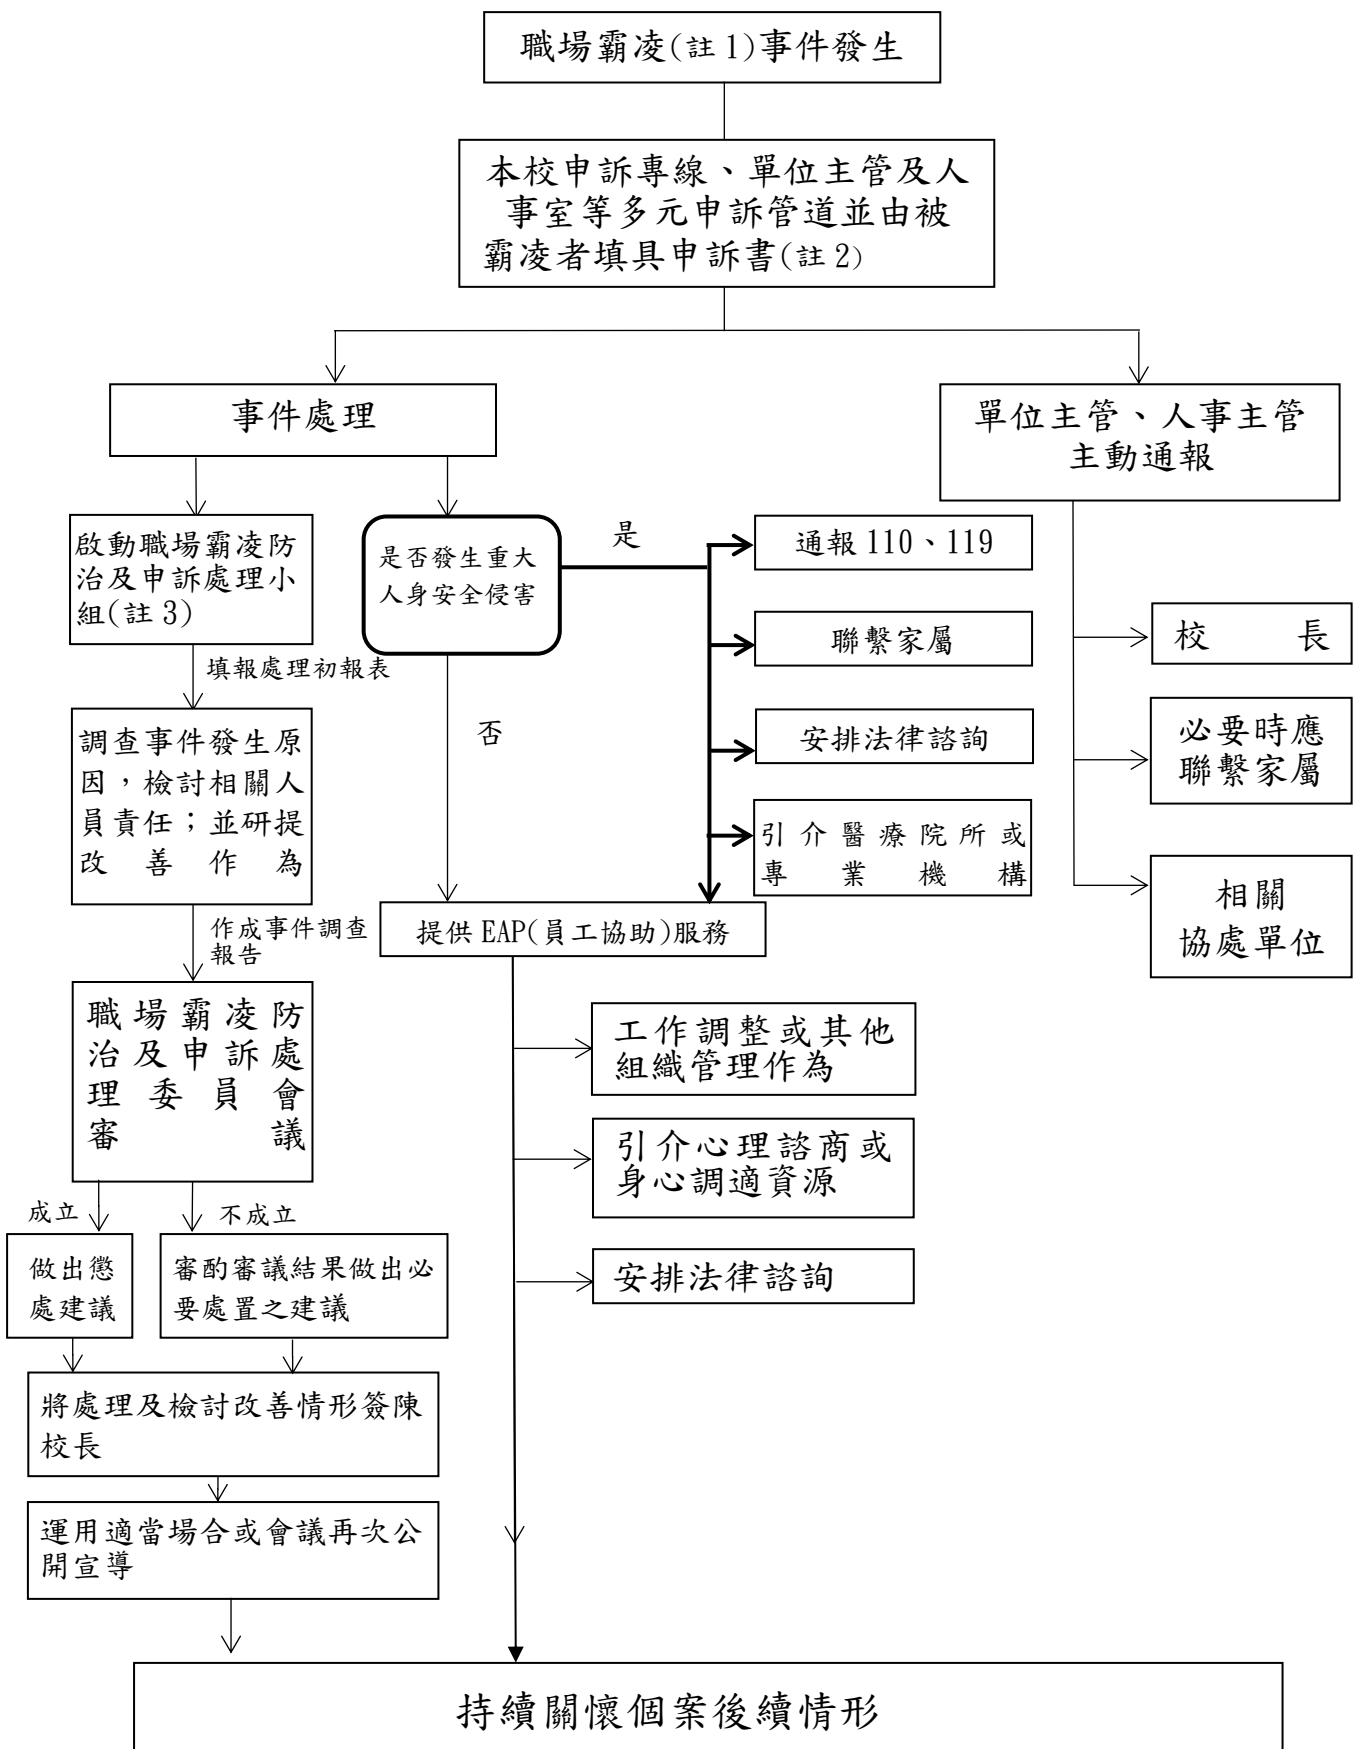 職場霸凌(註1)事件發生
本校申訴專線、單位主管及人
事室等多元申訴管道並由被
霸凌者填具申訴書(註2)
事件處理
單位主管、人事主管
主動通報
啟動職場霸凌防
治及申訴處理小
組(註3)
是否發生重大
人身安全侵害
是
通報110、119
聯繫家屬
安排法律諮詢
引介醫療院所或
專業機構
校長
必要時應
聯繫家屬
相關
協處單位
填報處理初報表
否
調查事件發生原
因，檢討相關人
員責任；並研提
改善作為
作成事件調查
報告
提供EAP(員工協助)服務
職場霸凌防
治及申訴處
理委員會
審議
工作調整或其他
組織管理作為
引介心理諮商或
身心調適資源
安排法律諮詢
成立
不成立
做出懲
處建議
審酌審議結果做出必
要處置之建議
將處理及檢討改善情形簽陳
校長
運用適當場合或會議再次公
開宣導
持續關懷個案後續情形